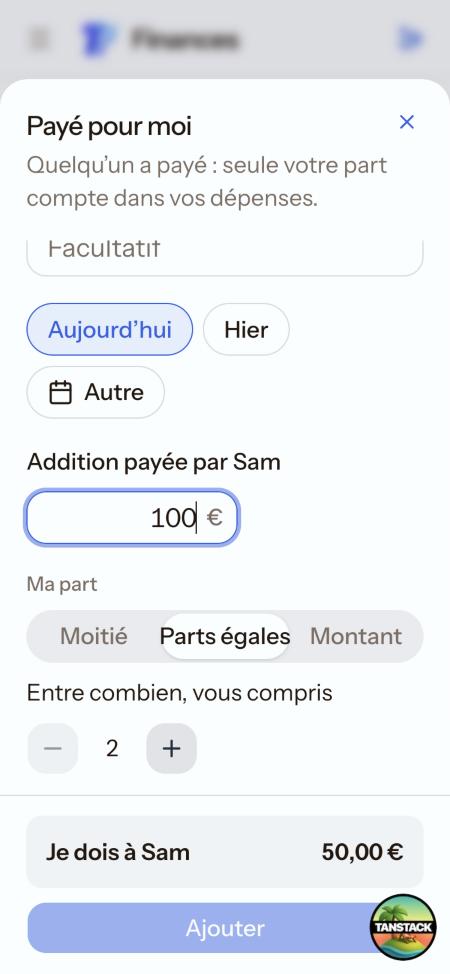 Finances
Payé pour moi
Quelqu’un a payé : seule votre part
compte dans vos dépenses.
Facultatif
Aujourd’hui
Hier
Autre
Addition payée par Sam
100 €
Ma part
Moitié
Parts égales
Montant
Entre combien, vous compris
− 2 +
Je dois à Sam
50,00 €
Ajouter
TANSTACK